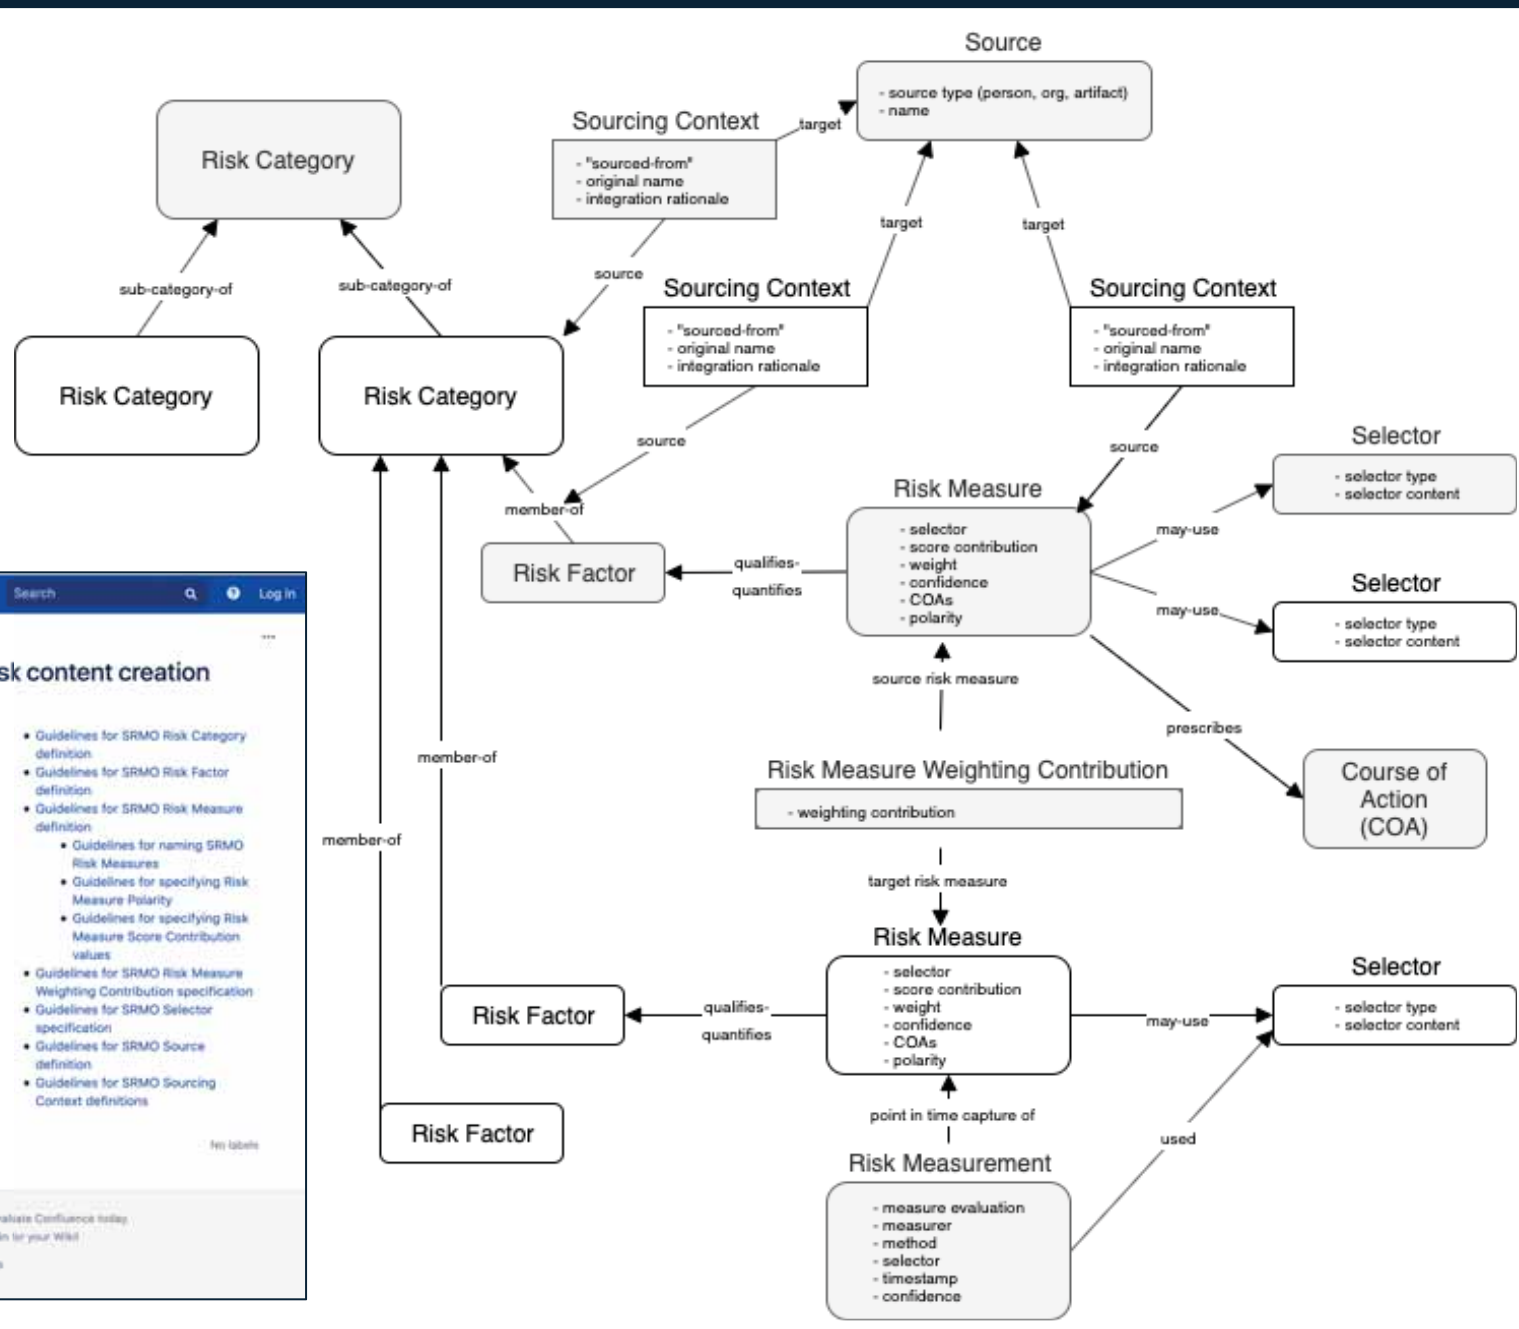 Source
- source type (person, org, artifact)
- name
Sourcing Context
- "sourced-from"
- original name
- integration rationale
target
source
Risk Category
sub-category-of
sub-category-of
Risk Category
Risk Category
target
target
Sourcing Context
- "sourced-from"
- original name
- integration rationale
source
Sourcing Context
- "sourced-from"
- original name
- integration rationale
source
member-of
Risk Factor
qualifies-
quantifies
Risk Measure
- selector
- score contribution
- weight
- confidence
- COAs
- polarity
may-use
Selector
- selector type
- selector content
may-use
Selector
- selector type
- selector content
prescribes
Course of
Action
(COA)
source risk measure
Risk Measure Weighting Contribution
- weighting contribution
target risk measure
member-of
member-of
Risk Measure
- selector
- score contribution
- weight
- confidence
- COAs
- polarity
qualifies-
quantifies
Risk Factor
Risk Factor
may-use
Selector
- selector type
- selector content
point in time capture of
used
Risk Measurement
- measure evaluation
- measurer
- method
- selector
- timestamp
- confidence
Search
Log in
sk content creation
Guidelines for SRMO Risk Category
definition
Guidelines for SRMO Risk Factor
definition
Guidelines for SRMO Risk Measure
definition
Guidelines for naming SRMO
Risk Measures
Guidelines for specifying Risk
Measure Polarity
Guidelines for specifying Risk
Measure Score Contribution
values
Guidelines for SRMO Risk Measure
Weighting Contribution specification
Guidelines for SRMO Selector
specification
Guidelines for SRMO Source
definition
Guidelines for SRMO Sourcing
Context definitions
No labels
Confluence today
your Wiki!